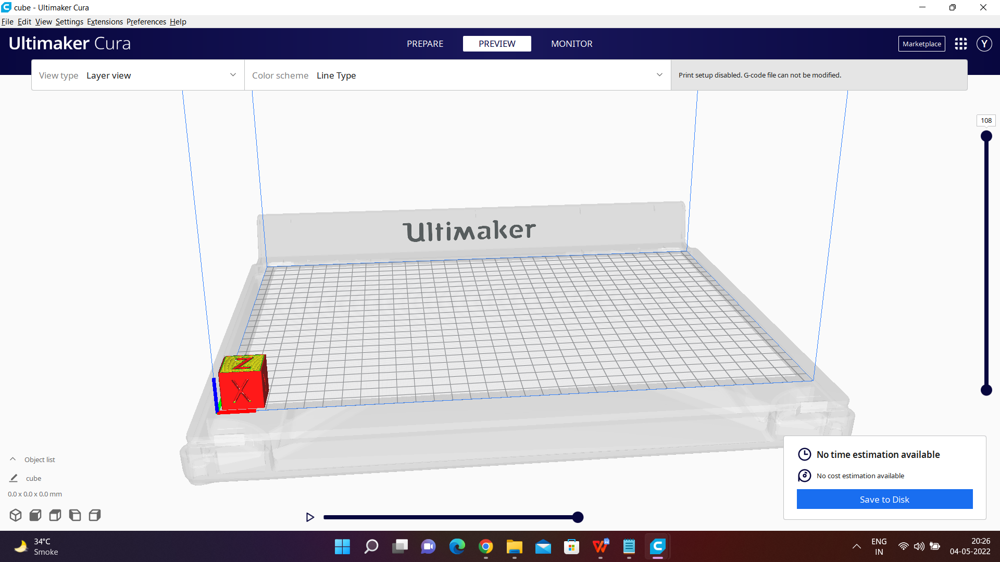 cube - Ultimaker Cura
File Edit View Settings Extensions Preferences Help
Ultimaker Cura
PREPARE
PREVIEW
MONITOR
Marketplace
Y
View type Layer view
Color scheme Line Type
Print setup disabled. G-code file can not be modified.
108
Ultimaker
Z
X
Object list
cube
0.0 x 0.0 x 0.0 mm
No time estimation available
No cost estimation available
Save to Disk
34°C
Smoke
ENG
IN
20:26
04-05-2022